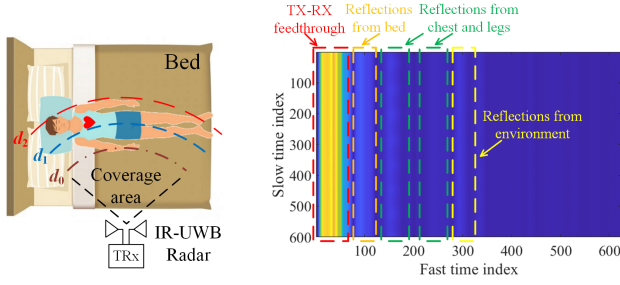 Bed
d2
d1
d0
Coverage
area
IR-UWB
Radar
TRx
TX-RX
feedthrough
Reflections
from bed
Reflections from
chest and legs
Reflections from
environment
Slow time index
100
200
300
400
500
600
100 200 300 400 500 600
Fast time index